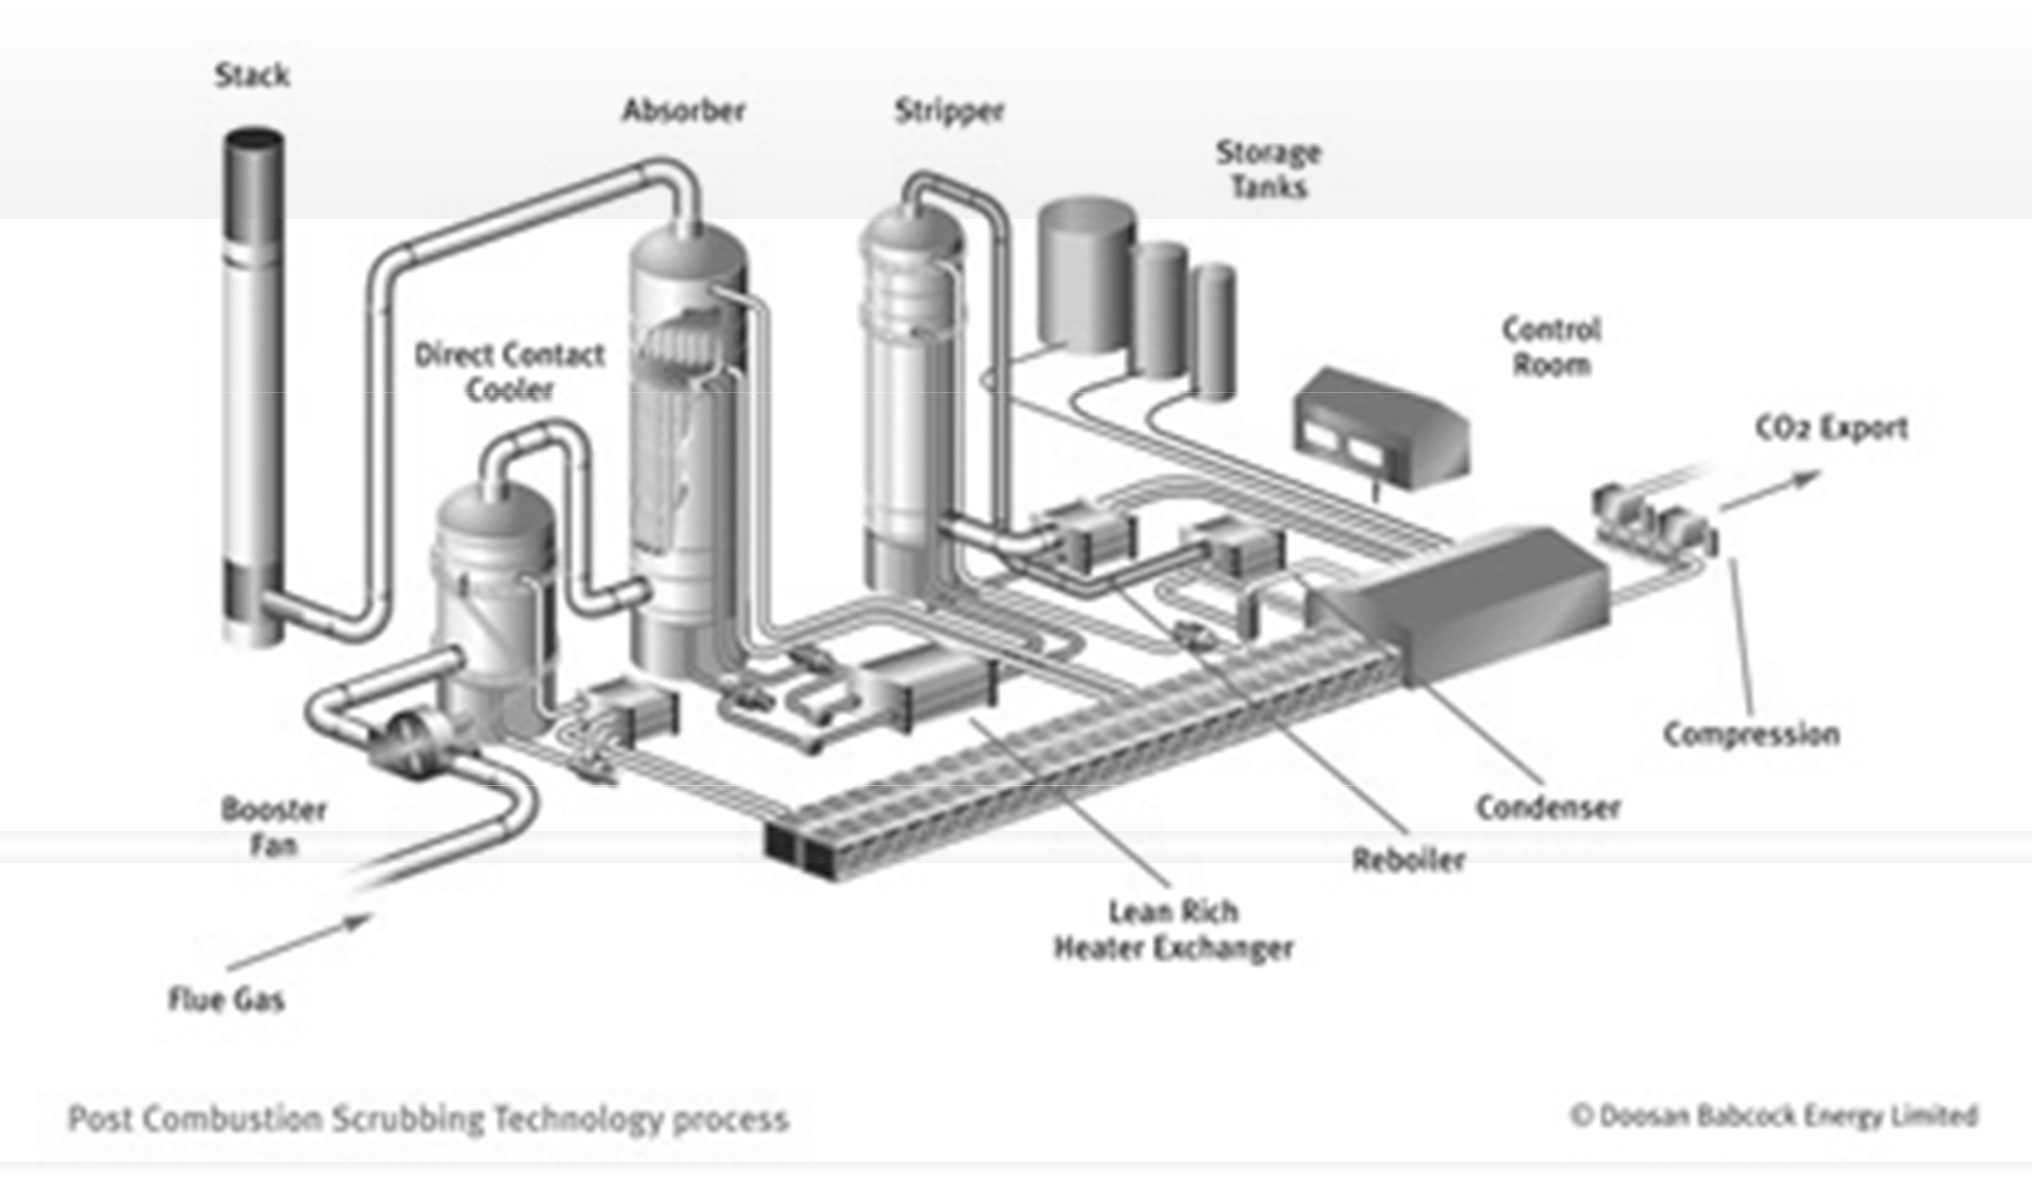 Stack
Absorber
Stripper
Storage
Tanks
Control
Room
Direct Contact
Cooler
CO2 Export
Compression
Condenser
Reboiler
Booster
Fan
Lean Rich
Heater Exchanger
Flue Gas
Post Combustion Scrubbing Technology process
© Doosan Babcock Energy Limited